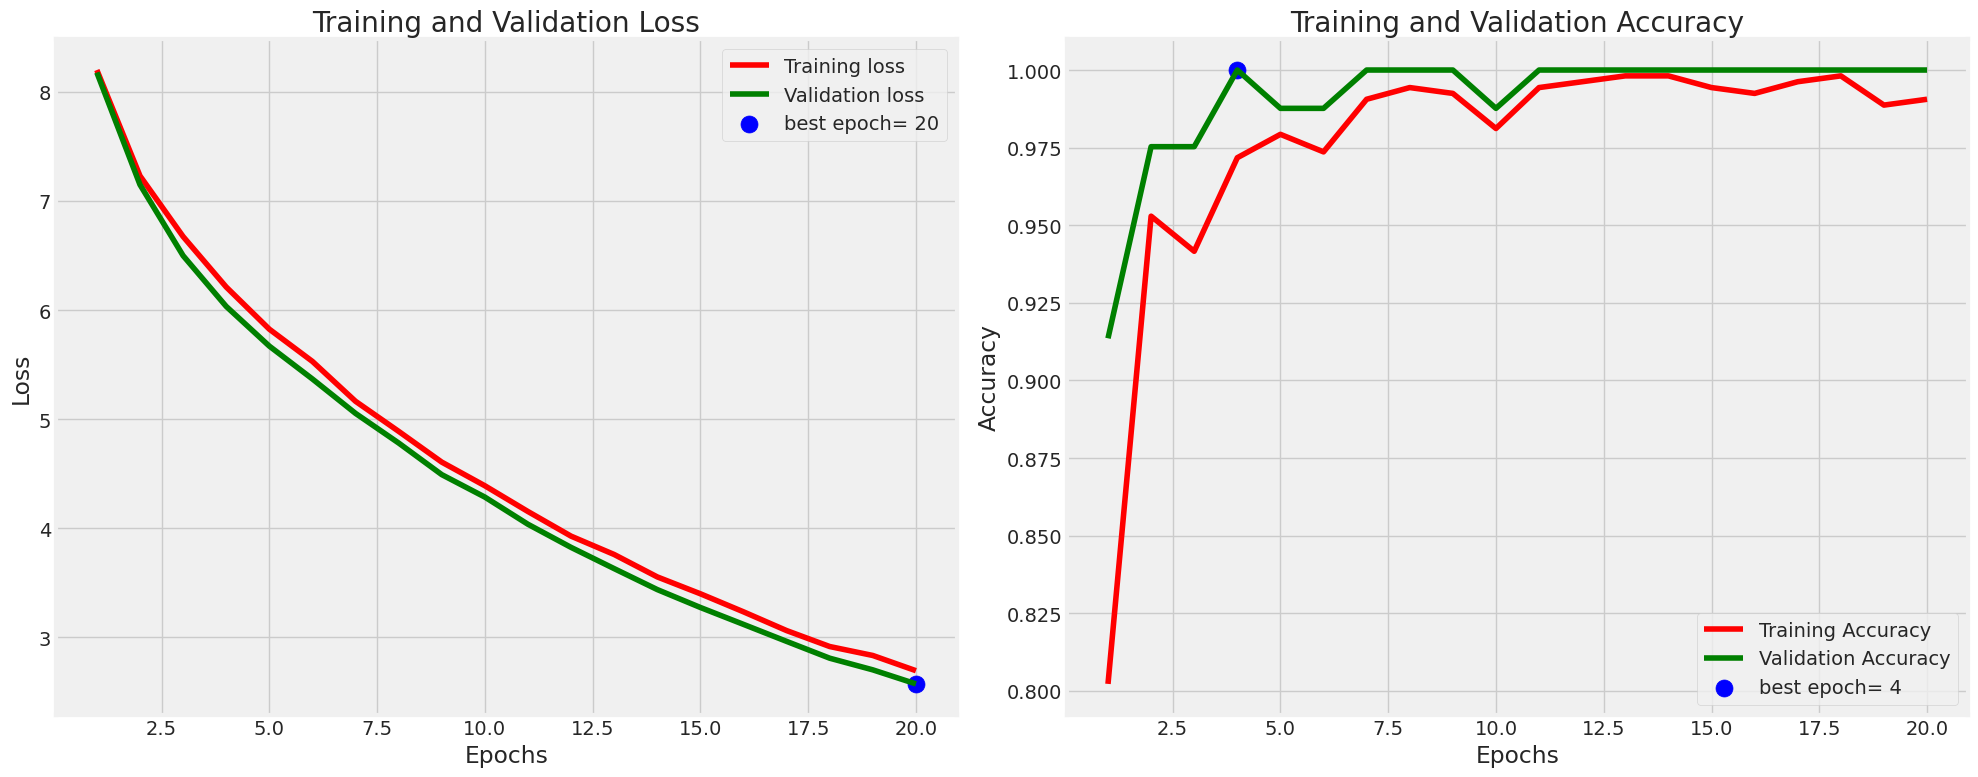 Training and Validation Loss
Training loss
Validation loss
best epoch= 20
8
7
6
5
4
3
Loss
2.5
5.0
7.5
10.0
12.5
15.0
17.5
20.0
Epochs
Training and Validation Accuracy
1.000
0.975
0.950
0.925
0.900
0.875
0.850
0.825
0.800
Accuracy
Training Accuracy
Validation Accuracy
best epoch= 4
2.5
5.0
7.5
10.0
12.5
15.0
17.5
20.0
Epochs